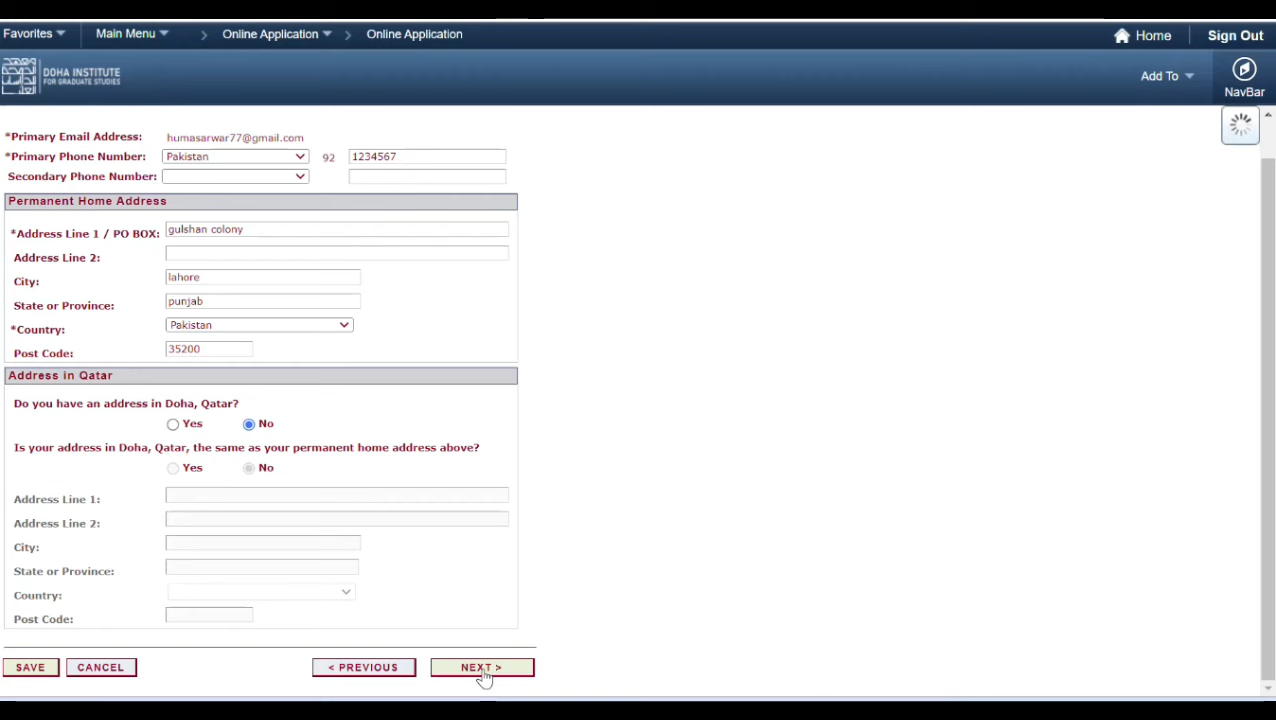 Favorites Main Menu > Online Application > Online Application Home Sign Out
DOHA INSTITUTE
FOR GRADUATE STUDIES
Add To
NavBar
*Primary Email Address: humasarwar77@gmail.com
*Primary Phone Number: Pakistan 92 1234567
Secondary Phone Number:
Permanent Home Address
*Address Line 1 / PO BOX: gulshan colony
Address Line 2:
City: lahore
State or Province: punjab
*Country: Pakistan
Post Code: 35200
Address in Qatar
Do you have an address in Doha, Qatar?
Yes No
Is your address in Doha, Qatar, the same as your permanent home address above?
Yes No
Address Line 1:
Address Line 2:
City:
State or Province:
Country:
Post Code:
SAVE CANCEL < PREVIOUS NEXT >